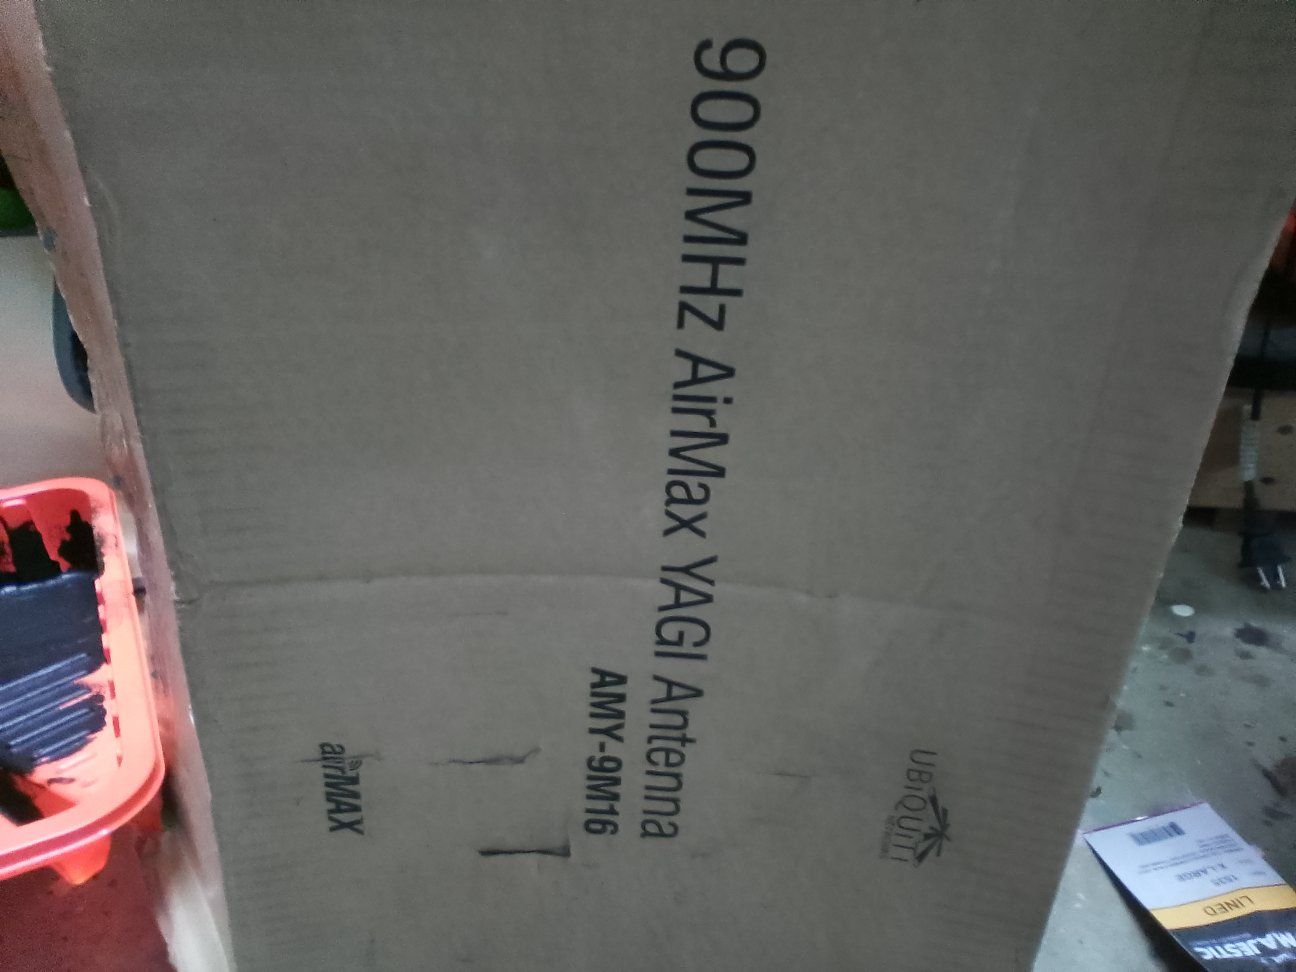 900MHz AirMax YAGI Antenna
AMY-9M16
airMAX
UBiQUiTi
X-LARGE
LINED
MAJESTIC